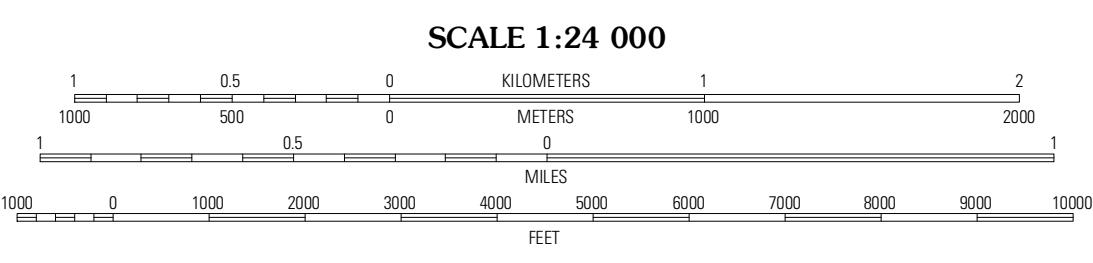 SCALE 1:24 000
1 0.5 0 KILOMETERS 1 2
1000 500 0 METERS 1000 2000
1 0.5 0 1
MILES
1000 0 1000 2000 3000 4000 5000 6000 7000 8000 9000 10000
FEET